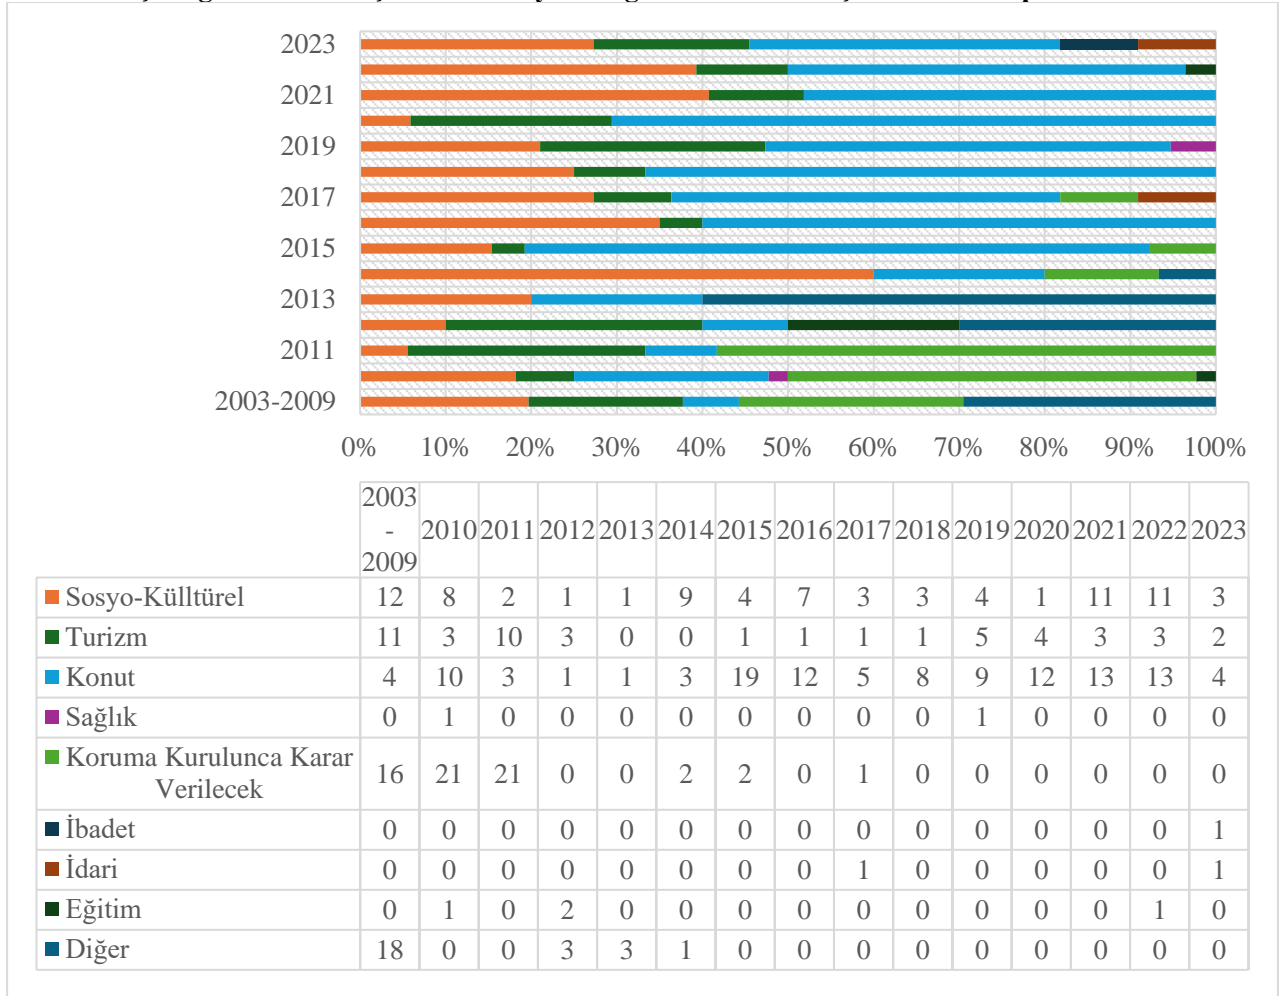 2023
2021
2019
2017
2015
2013
2011
2003-2009
0% 10% 20% 30% 40% 50% 60% 70% 80% 90% 100%
2003 - 2009 2010 2011 2012 2013 2014 2015 2016 2017 2018 2019 2020 2021 2022 2023
Sosyo-Külltürel 12 8 2 1 1 9 4 7 3 3 4 1 11 11 3
Turizm 11 3 10 3 0 0 1 1 1 1 5 4 3 3 2
Konut 4 10 3 1 1 3 19 12 5 8 9 12 13 13 4
Sağlık 0 1 0 0 0 0 0 0 0 0 1 0 0 0 0
Koruma Kurulunca Karar Verilecek 16 21 21 0 0 2 2 0 1 0 0 0 0 0 0
İbadet 0 0 0 0 0 0 0 0 0 0 0 0 0 0 1
İdari 0 0 0 0 0 0 0 0 1 0 0 0 0 0 1
Eğitim 0 1 0 2 0 0 0 0 0 0 0 0 0 1 0
Diğer 18 0 0 3 3 1 0 0 0 0 0 0 0 0 0